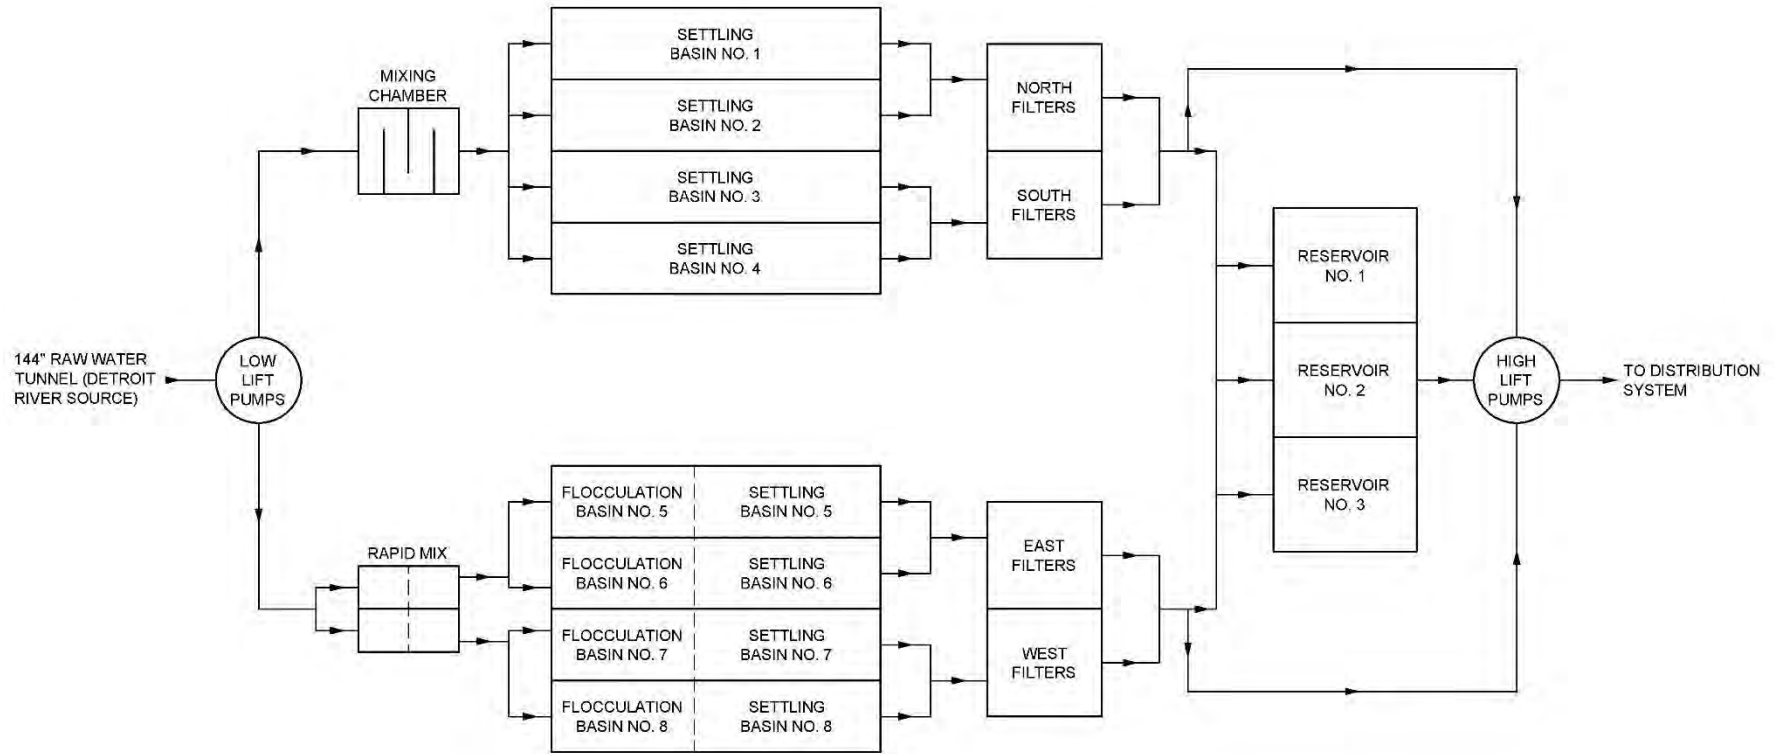 144" RAW WATER
TUNNEL (DETROIT
RIVER SOURCE)
LOW
LIFT
PUMPS
MIXING
CHAMBER
SETTLING
BASIN NO. 1
SETTLING
BASIN NO. 2
SETTLING
BASIN NO. 3
SETTLING
BASIN NO. 4
NORTH
FILTERS
SOUTH
FILTERS
RAPID MIX
FLOCCULATION
BASIN NO. 5
SETTLING
BASIN NO. 5
FLOCCULATION
BASIN NO. 6
SETTLING
BASIN NO. 6
FLOCCULATION
BASIN NO. 7
SETTLING
BASIN NO. 7
FLOCCULATION
BASIN NO. 8
SETTLING
BASIN NO. 8
EAST
FILTERS
WEST
FILTERS
RESERVOIR
NO. 1
RESERVOIR
NO. 2
RESERVOIR
NO. 3
HIGH
LIFT
PUMPS
TO DISTRIBUTION
SYSTEM